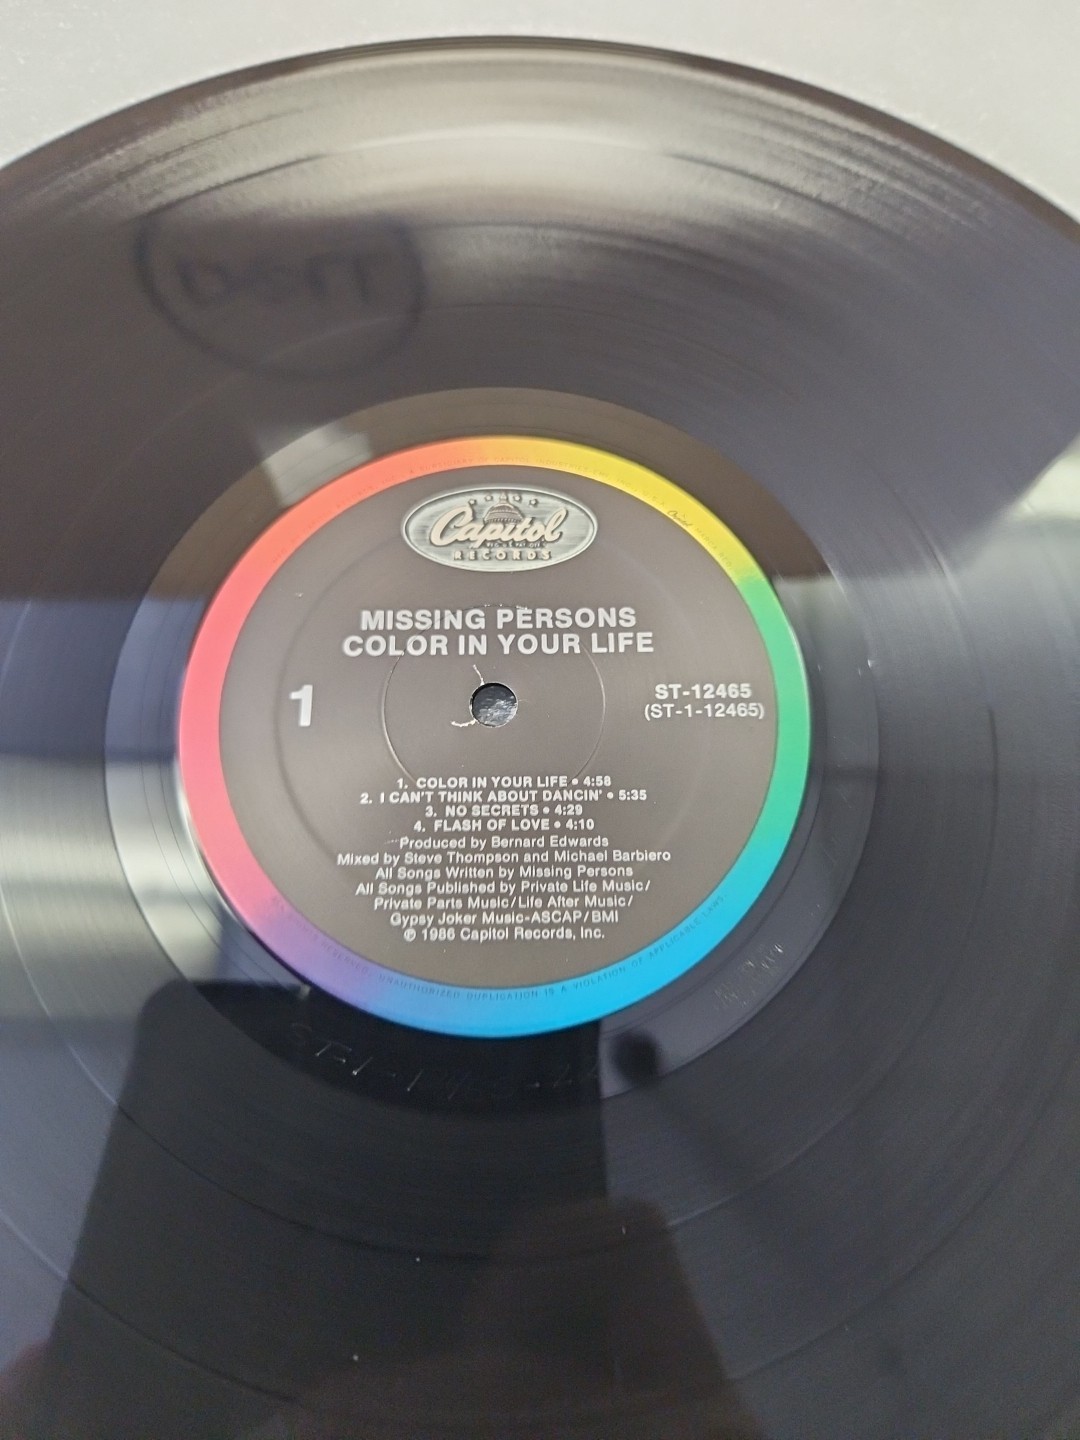 Capitol
RECORDS
MISSING PERSONS
COLOR IN YOUR LIFE
1
ST-12465
(ST-1-12465)
1. COLOR IN YOUR LIFE • 4:58
2. I CAN'T THINK ABOUT DANCIN' • 5:35
3. NO SECRETS • 4:29
4. FLASH OF LOVE • 4:10
Produced by Bernard Edwards
Mixed by Steve Thompson and Michael Barbiero
All Songs Written by Missing Persons
All Songs Published by Private Life Music/
Private Parts Music/Life After Music/
Gypsy Joker Music-ASCAP/BMI
℗ 1986 Capitol Records, Inc.
UNAUTHORIZED DUPLICATION IS A VIOLATION OF APPLICABLE LAWS